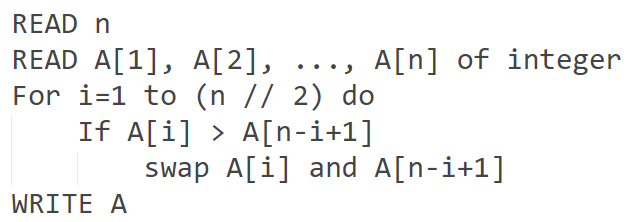 READ n
READ A[1], A[2], ..., A[n] of integer
For i=1 to (n // 2) do
    If A[i] > A[n-i+1]
        swap A[i] and A[n-i+1]
WRITE A